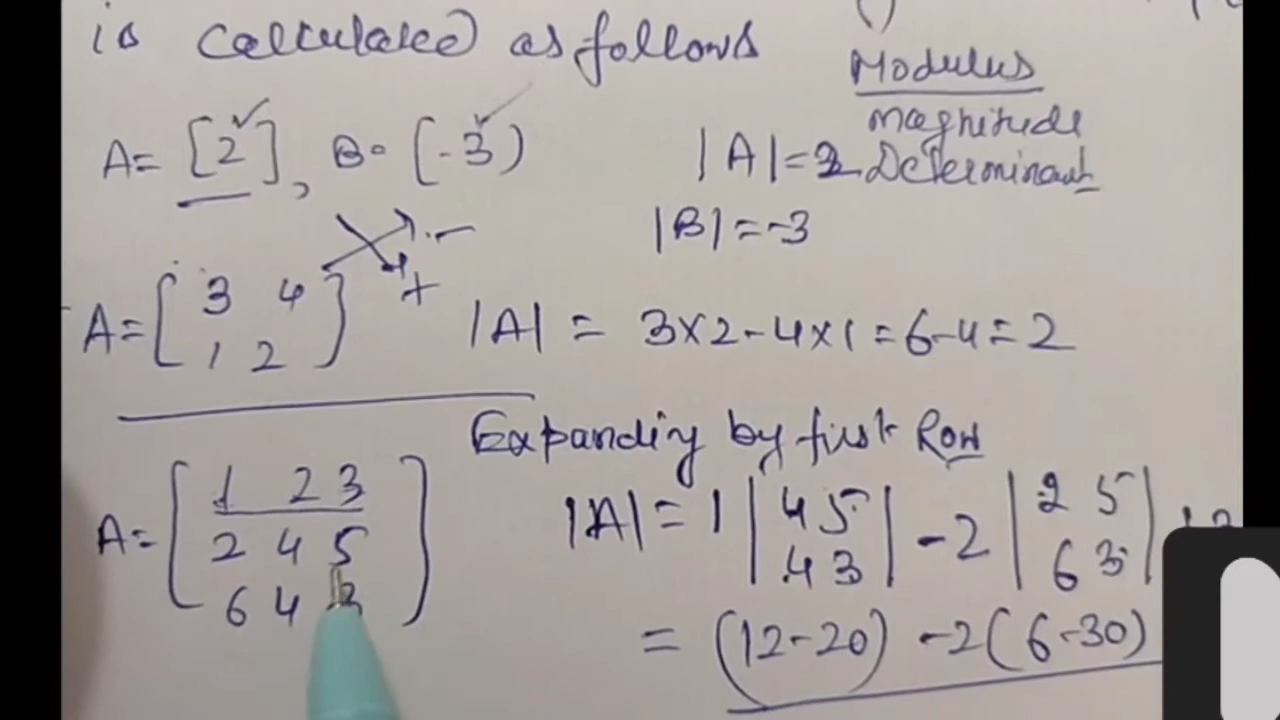 is calculated as follows
Modulus
magnitude
A= [2], B= [-3)
|A|=2 Determinant
|B|=-3
-
+
A= [3 4
1 2]
|A| = 3×2-4×1=6-4=2
Expanding by first Row
A= [1 2 3
2 4 5
6 4 3]
|A| = 1 |4 5
4 3| -2 |2 5
6 3|
= (12-20) -2(6-30)